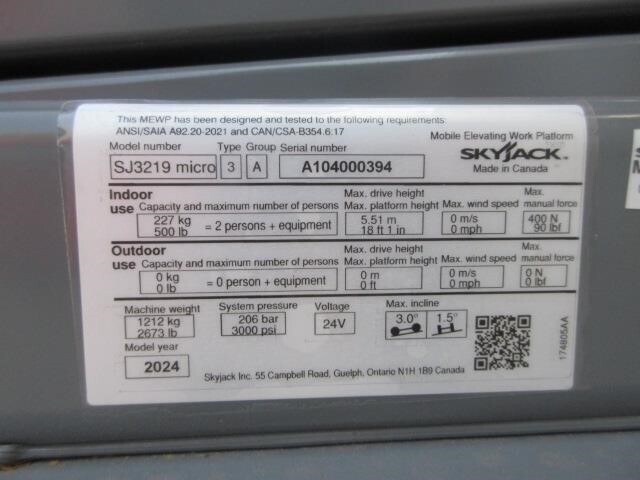 This MEWP has been designed and tested to the following requirements:
ANSI/SAIA A92.20-2021 and CAN/CSA-B354.6:17
Mobile Elevating Work Platform
SKYJACK™
Made in Canada
Model number Type Group Serial number
SJ3219 micro 3 A A104000394
Indoor use
Capacity and maximum number of persons
227 kg
500 lb
= 2 persons + equipment
Max. drive height
Max. platform height
5.51 m
18 ft 1 in
Max. wind speed
0 m/s
0 mph
Max.
manual force
400 N
90 lbf
Outdoor use
Capacity and maximum number of persons
0 kg
0 lb
= 0 person + equipment
Max. drive height
Max. platform height
0 m
0 ft
Max. wind speed
0 m/s
0 mph
Max.
manual force
0 N
0 lbf
Machine weight
1212 kg
2673 lb
System pressure
206 bar
3000 psi
Voltage
24V
Max. incline
3.0° 1.5°
Model year
2024
Skyjack Inc. 55 Campbell Road, Guelph, Ontario N1H 1B9 Canada
174805AA